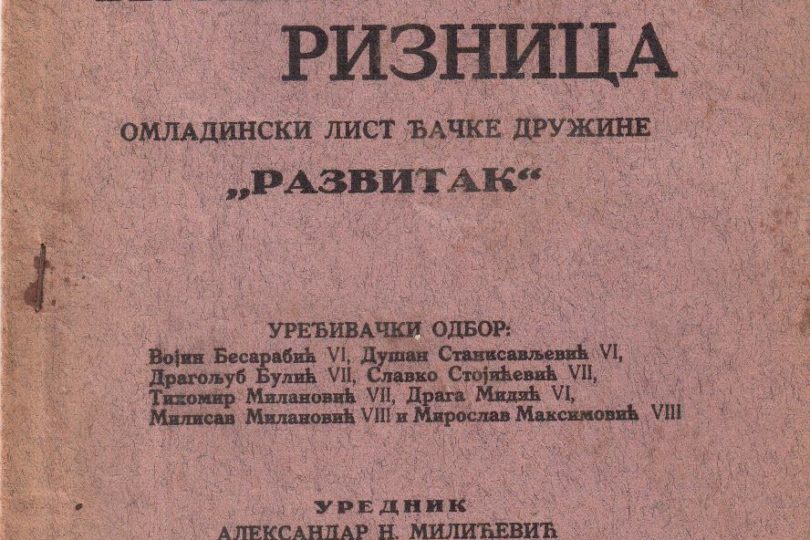 РИЗНИЦА
ОМЛАДИНСКИ ЛИСТ ЂАЧКЕ ДРУЖИНЕ
„РАЗВИТАК“
УРЕЂИВАЧКИ ОДБОР:
Војин Бесарабић VI, Душан Станисављевић VI,
Драгољуб Булић VII, Славко Стојићевић VII,
Тихомир Милановић VII, Драга Мидић VI,
Милисав Милановић VIII и Мирослав Максимовић VIII
УРЕДНИК
АЛЕКСАНДАР Н. МИЛИЋЕВИЋ